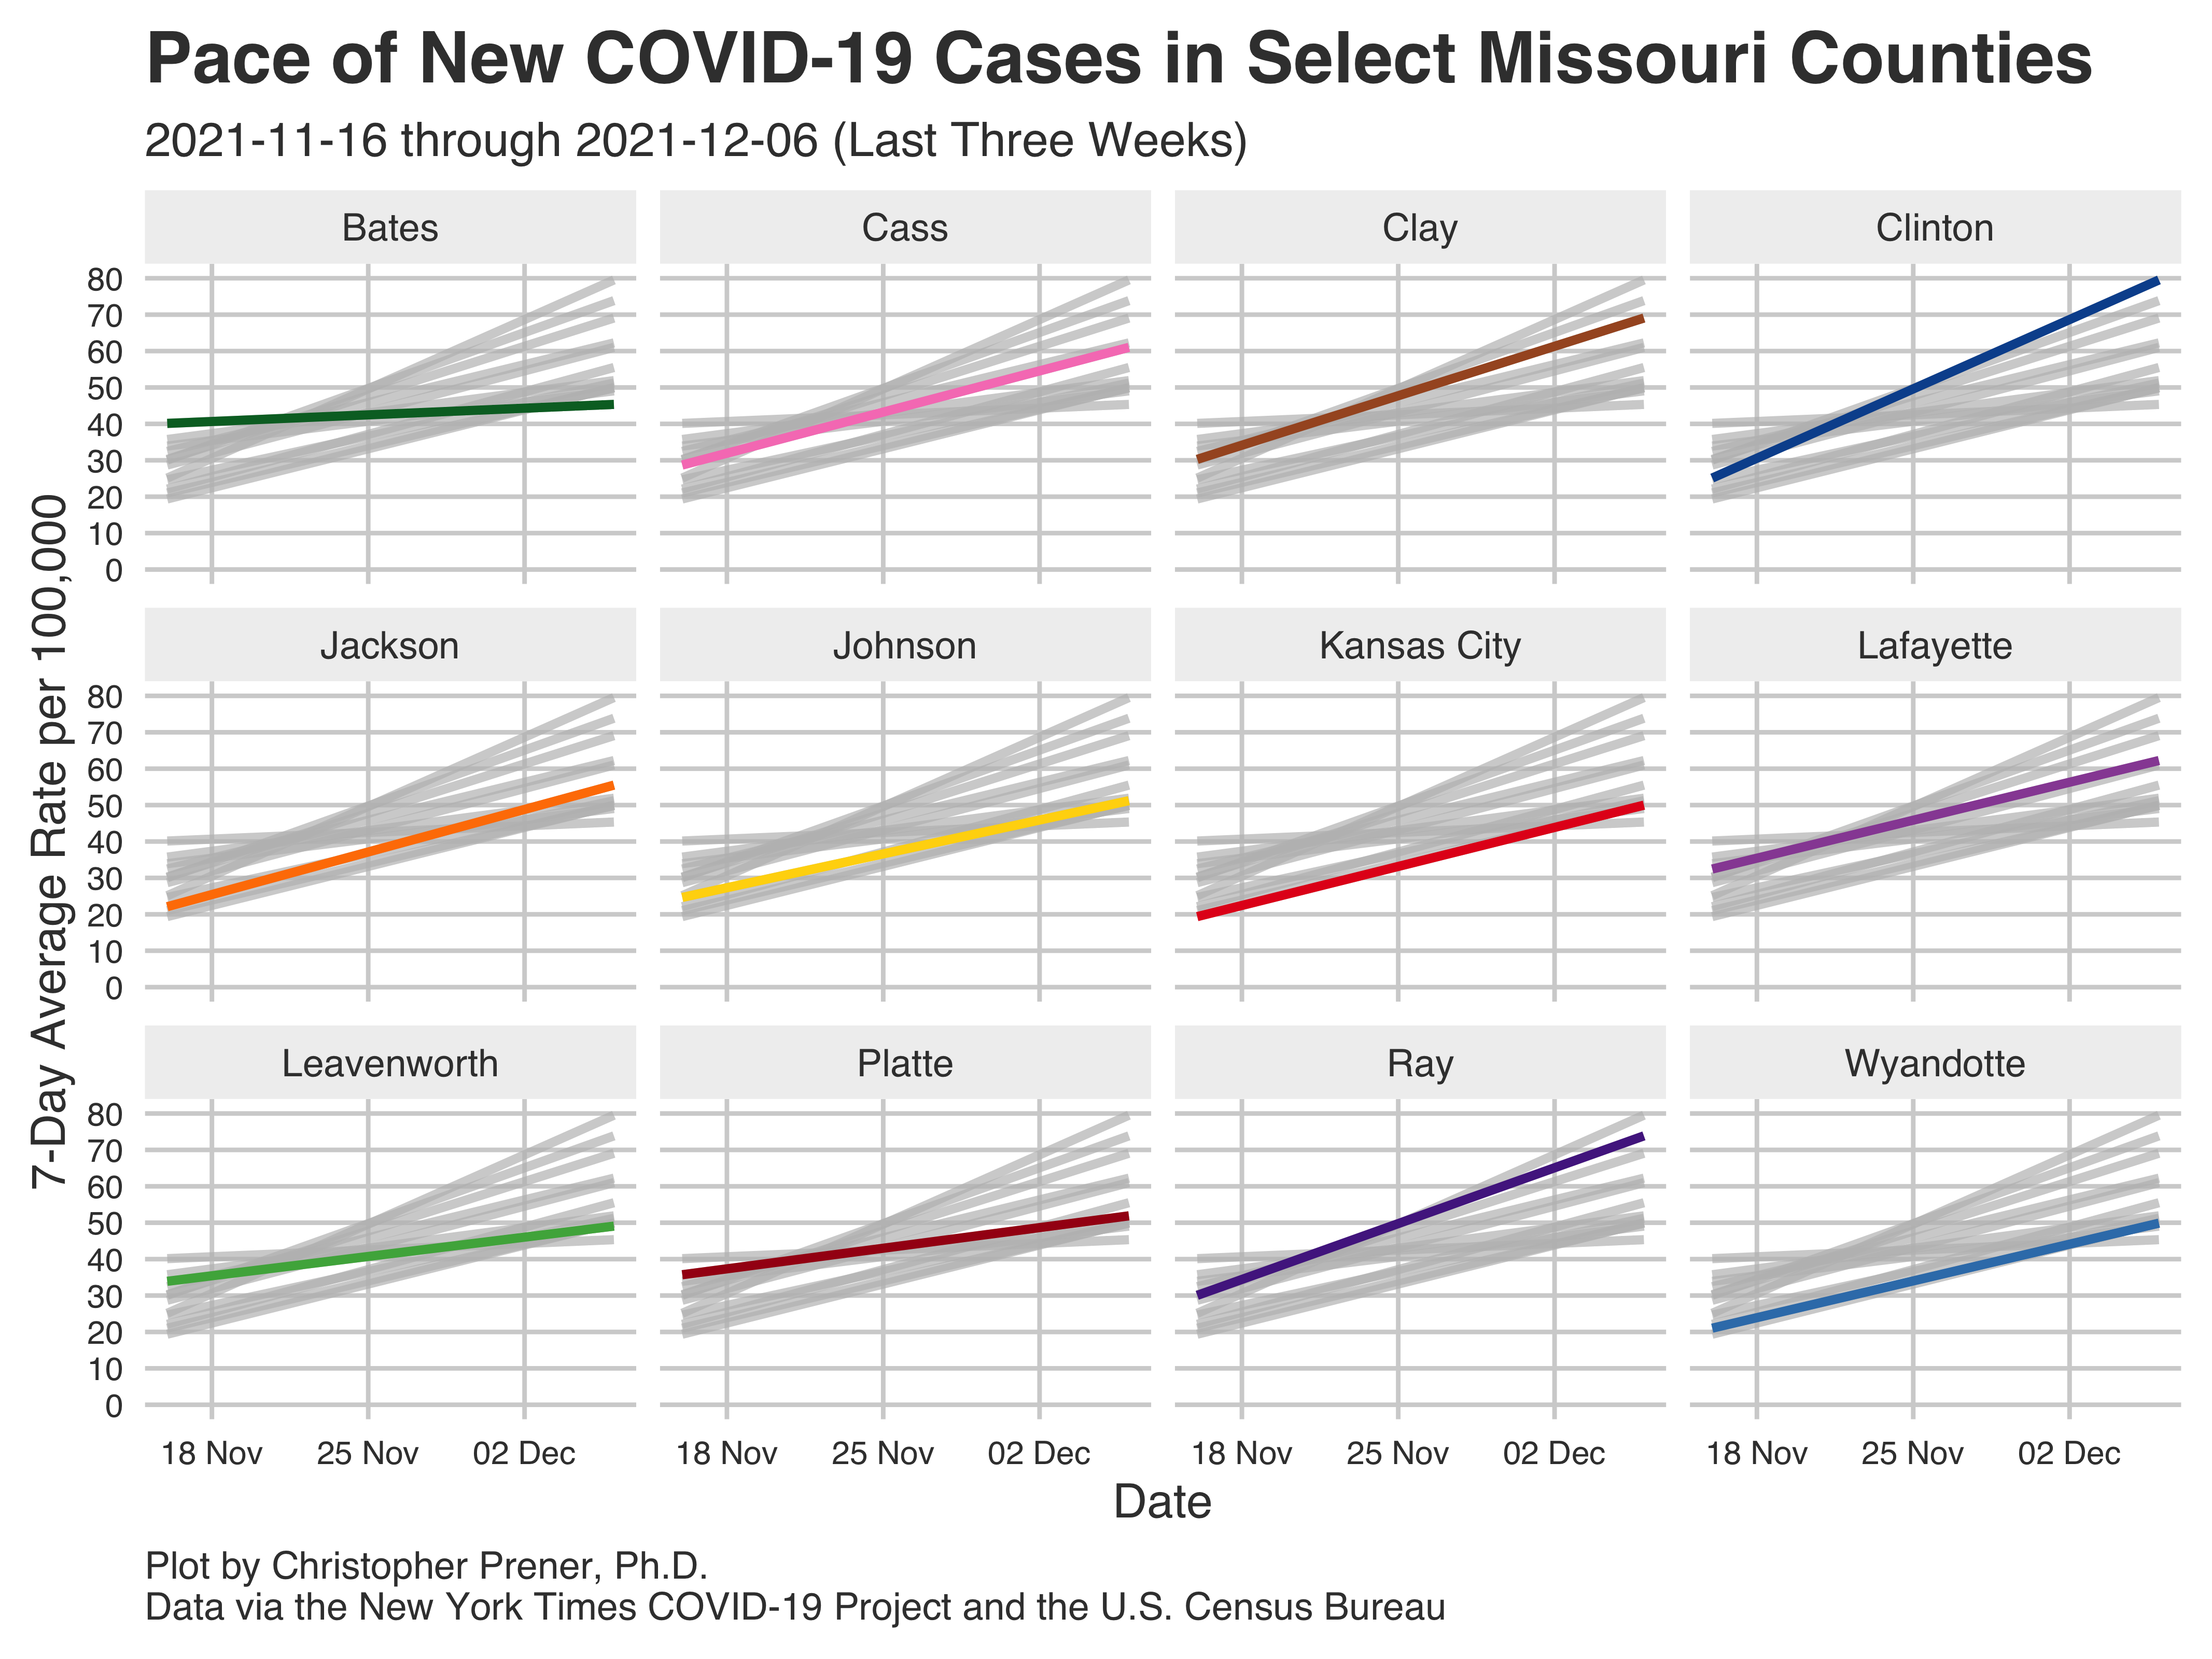 Pace of New COVID-19 Cases in Select Missouri Counties
2021-11-16 through 2021-12-06 (Last Three Weeks)
Bates Cass Clay Clinton
80
70
60
50
40
30
20
10
0
Jackson Johnson Kansas City Lafayette
80
70
60
50
40
30
20
10
0
Leavenworth Platte Ray Wyandotte
80
70
60
50
40
30
20
10
0
7-Day Average Rate per 100,000
18 Nov 25 Nov 02 Dec 18 Nov 25 Nov 02 Dec 18 Nov 25 Nov 02 Dec 18 Nov 25 Nov 02 Dec
Date
Plot by Christopher Prener, Ph.D.
Data via the New York Times COVID-19 Project and the U.S. Census Bureau